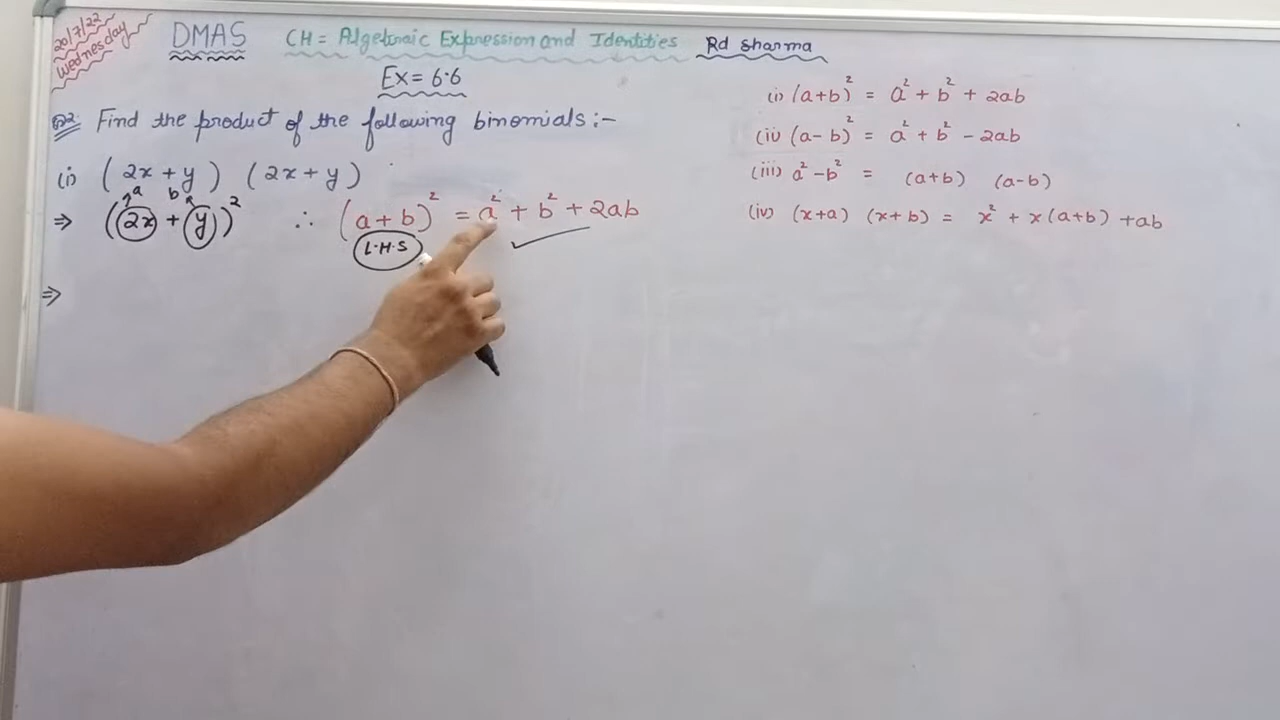 20/7/22
Wednesday
DMAS CH = Algebraic Expression and Identities Rd Sharma
Ex = 6.6
Q2 Find the product of the following binomials :-
(i) (2x + y) (2x + y)
a b
⇒ (2x + y)² ∴ (a + b)² = a² + b² + 2ab
L.H.S
⇒
(i) (a+b)² = a² + b² + 2ab
(ii) (a-b)² = a² + b² - 2ab
(iii) a² - b² = (a+b) (a-b)
(iv) (x+a) (x+b) = x² + x(a+b) + ab